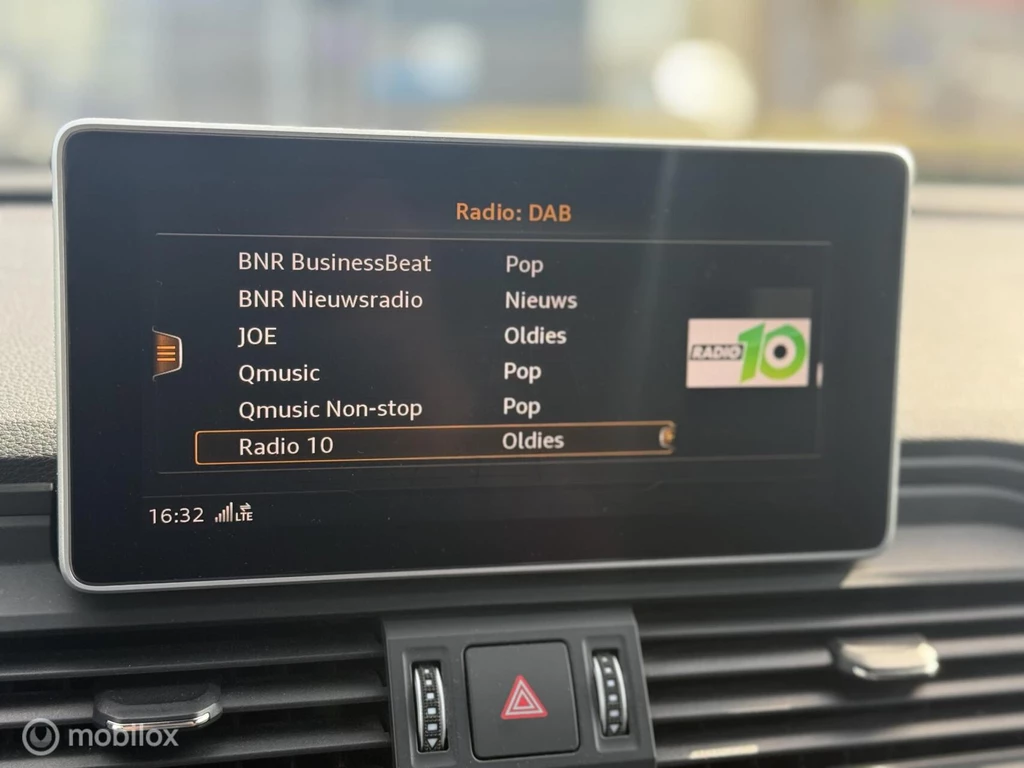 Radio: DAB
BNR BusinessBeat Pop
BNR Nieuwsradio Nieuws
JOE Oldies
Qmusic Pop
Qmusic Non-stop Pop
Radio 10 Oldies
RADIO 10
16:32 LTE
mobilox